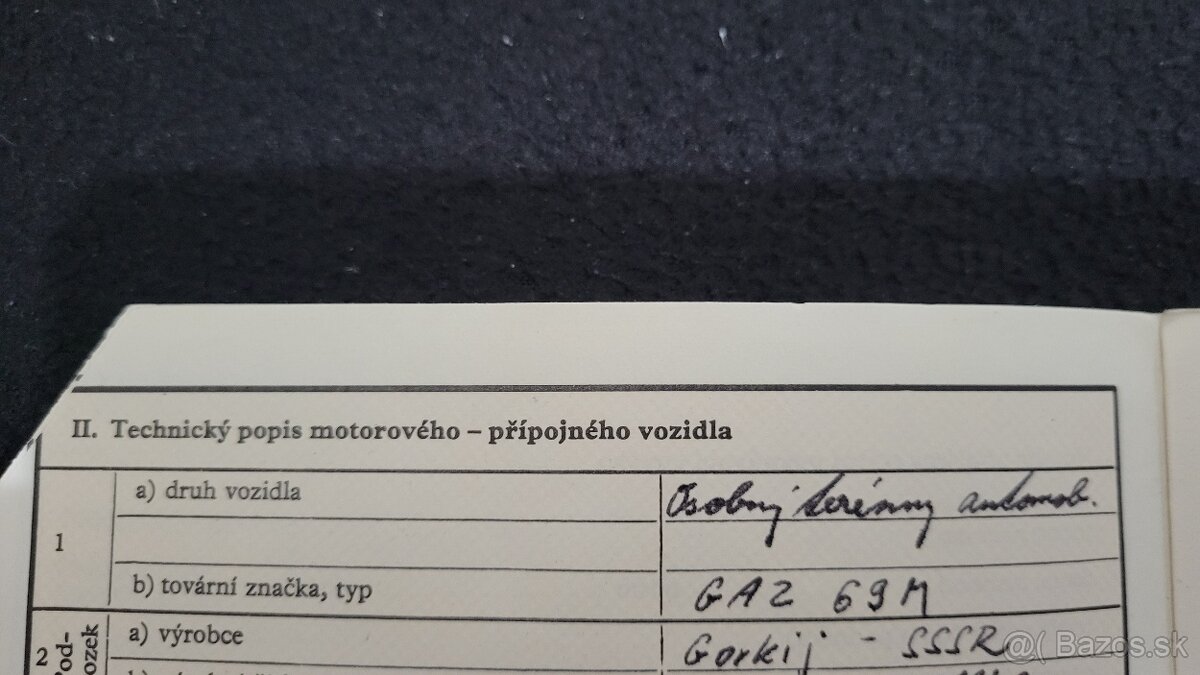 II. Technický popis motorového – přípojného vozidla
1
a) druh vozidla
Osobný terénny automob.
b) tovární značka, typ
GAZ 69M
2
Pod-
vozek
a) výrobce
Gorkij - SSSR
@( Bazos.sk